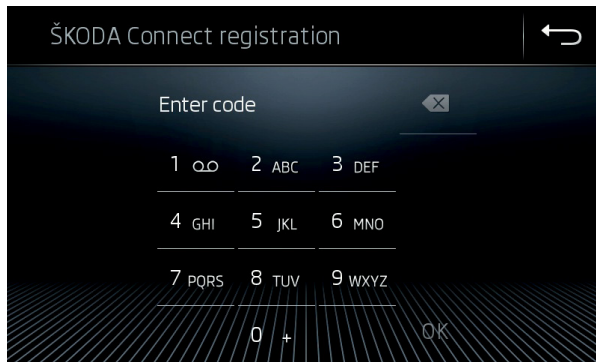 ŠKODA Connect registration
Enter code
1 2 ABC 3 DEF
4 GHI 5 JKL 6 MNO
7 PQRS 8 TUV 9 WXYZ
0 +
OK